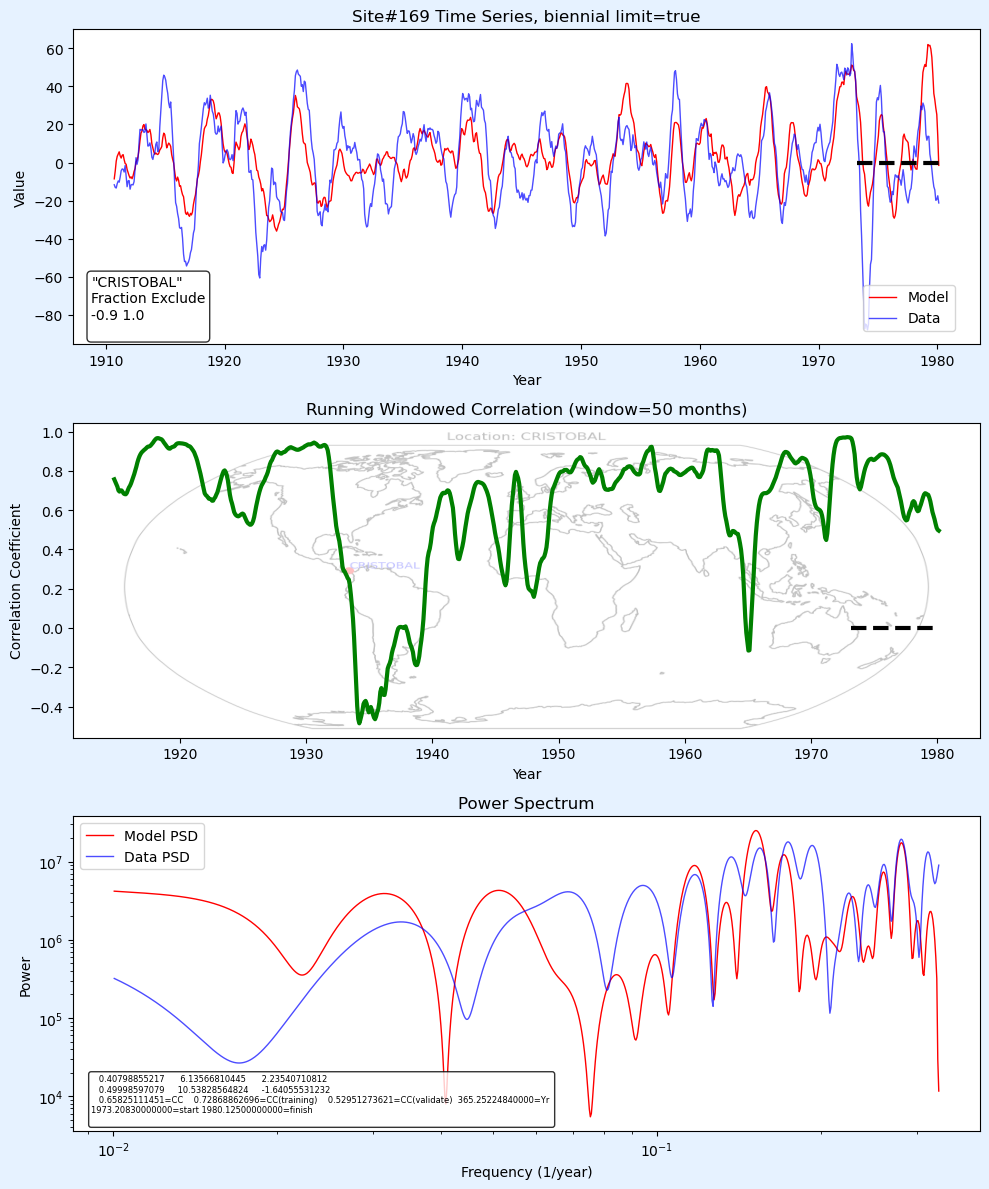 Site#169 Time Series, biennial limit=true
60
40
20
0
−20
−40
−60
−80
Value
"CRISTOBAL"
Fraction Exclude
-0.9 1.0
Model
Data
1910 1920 1930 1940 1950 1960 1970 1980
Year
Running Windowed Correlation (window=50 months)
Location: CRISTOBAL
1.0
0.8
0.6
0.4
0.2
0.0
−0.2
−0.4
Correlation Coefficient
CRISTOBAL
1920 1930 1940 1950 1960 1970 1980
Year
Power Spectrum
Model PSD
Data PSD
10^7
10^6
10^5
10^4
Power
0.40798855217 6.13566810445 2.23540710812
0.49998597079 10.53828564824 -1.64055531232
0.65825111451=CC 0.72868862696=CC(training) 0.52951273621=CC(validate) 365.25224840000=Yr
1973.20830000000=start 1980.12500000000=finish
10^−2 10^−1
Frequency (1/year)